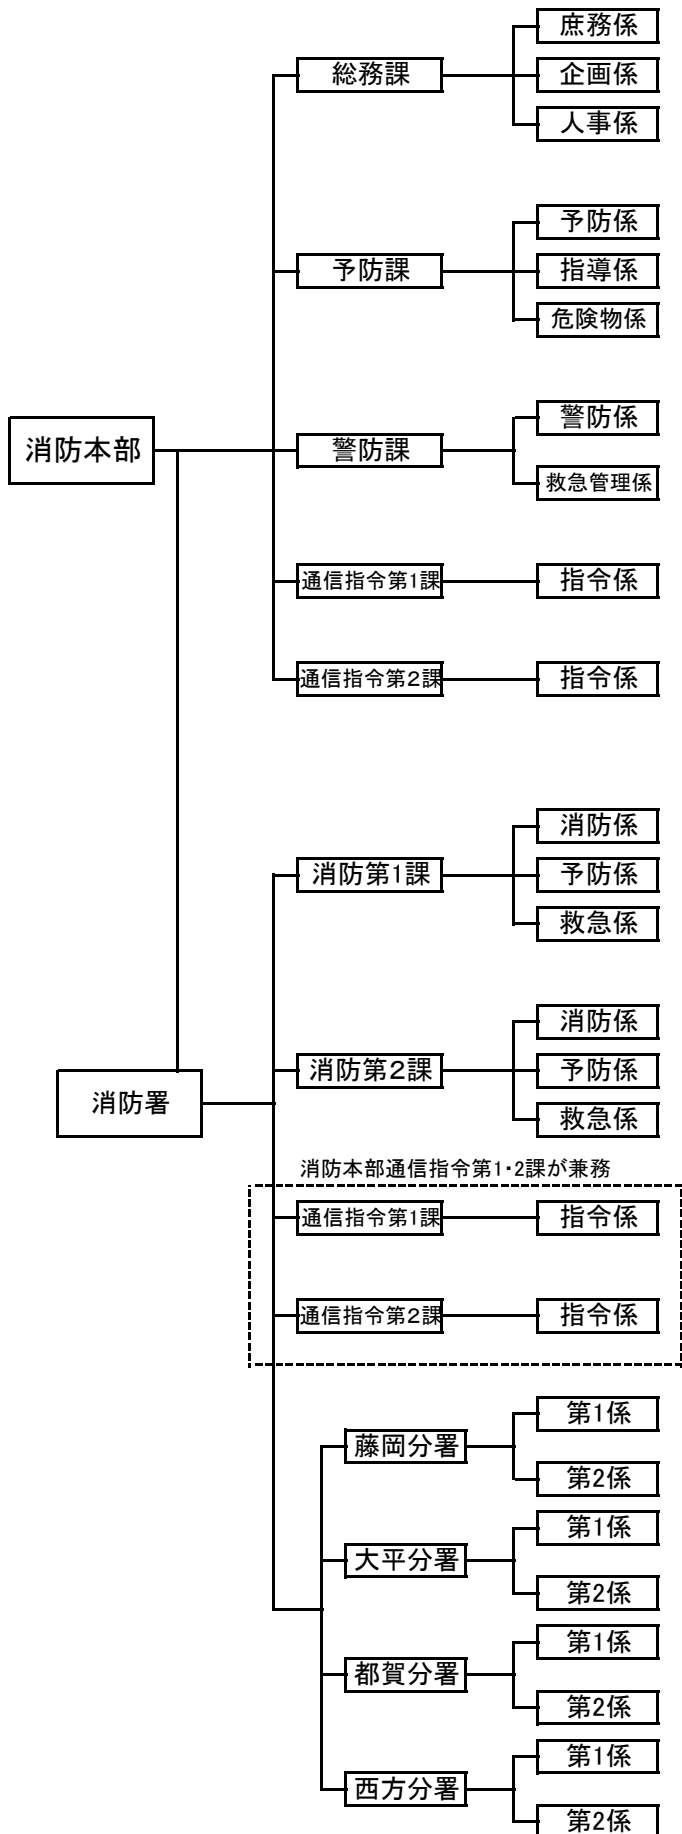 庶務係
総務課
企画係
人事係
予防係
予防課
指導係
危険物係
警防係
消防本部
警防課
救急管理係
通信指令第1課
指令係
通信指令第２課
指令係
消防係
消防第1課
予防係
救急係
消防係
消防第２課
予防係
消防署
救急係
消防本部通信指令第1・2課が兼務
通信指令第1課
指令係
通信指令第２課
指令係
第1係
藤岡分署
第2係
第1係
大平分署
第2係
第1係
都賀分署
第2係
第1係
西方分署
第2係